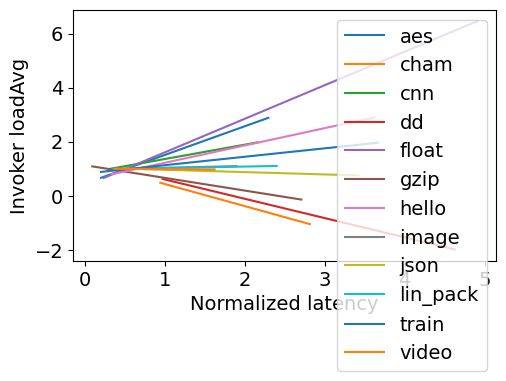 6
4
2
0
−2
Invoker loadAvg
0
1
2
3
4
5
Normalized latency
aes
cham
cnn
dd
float
gzip
hello
image
json
lin_pack
train
video